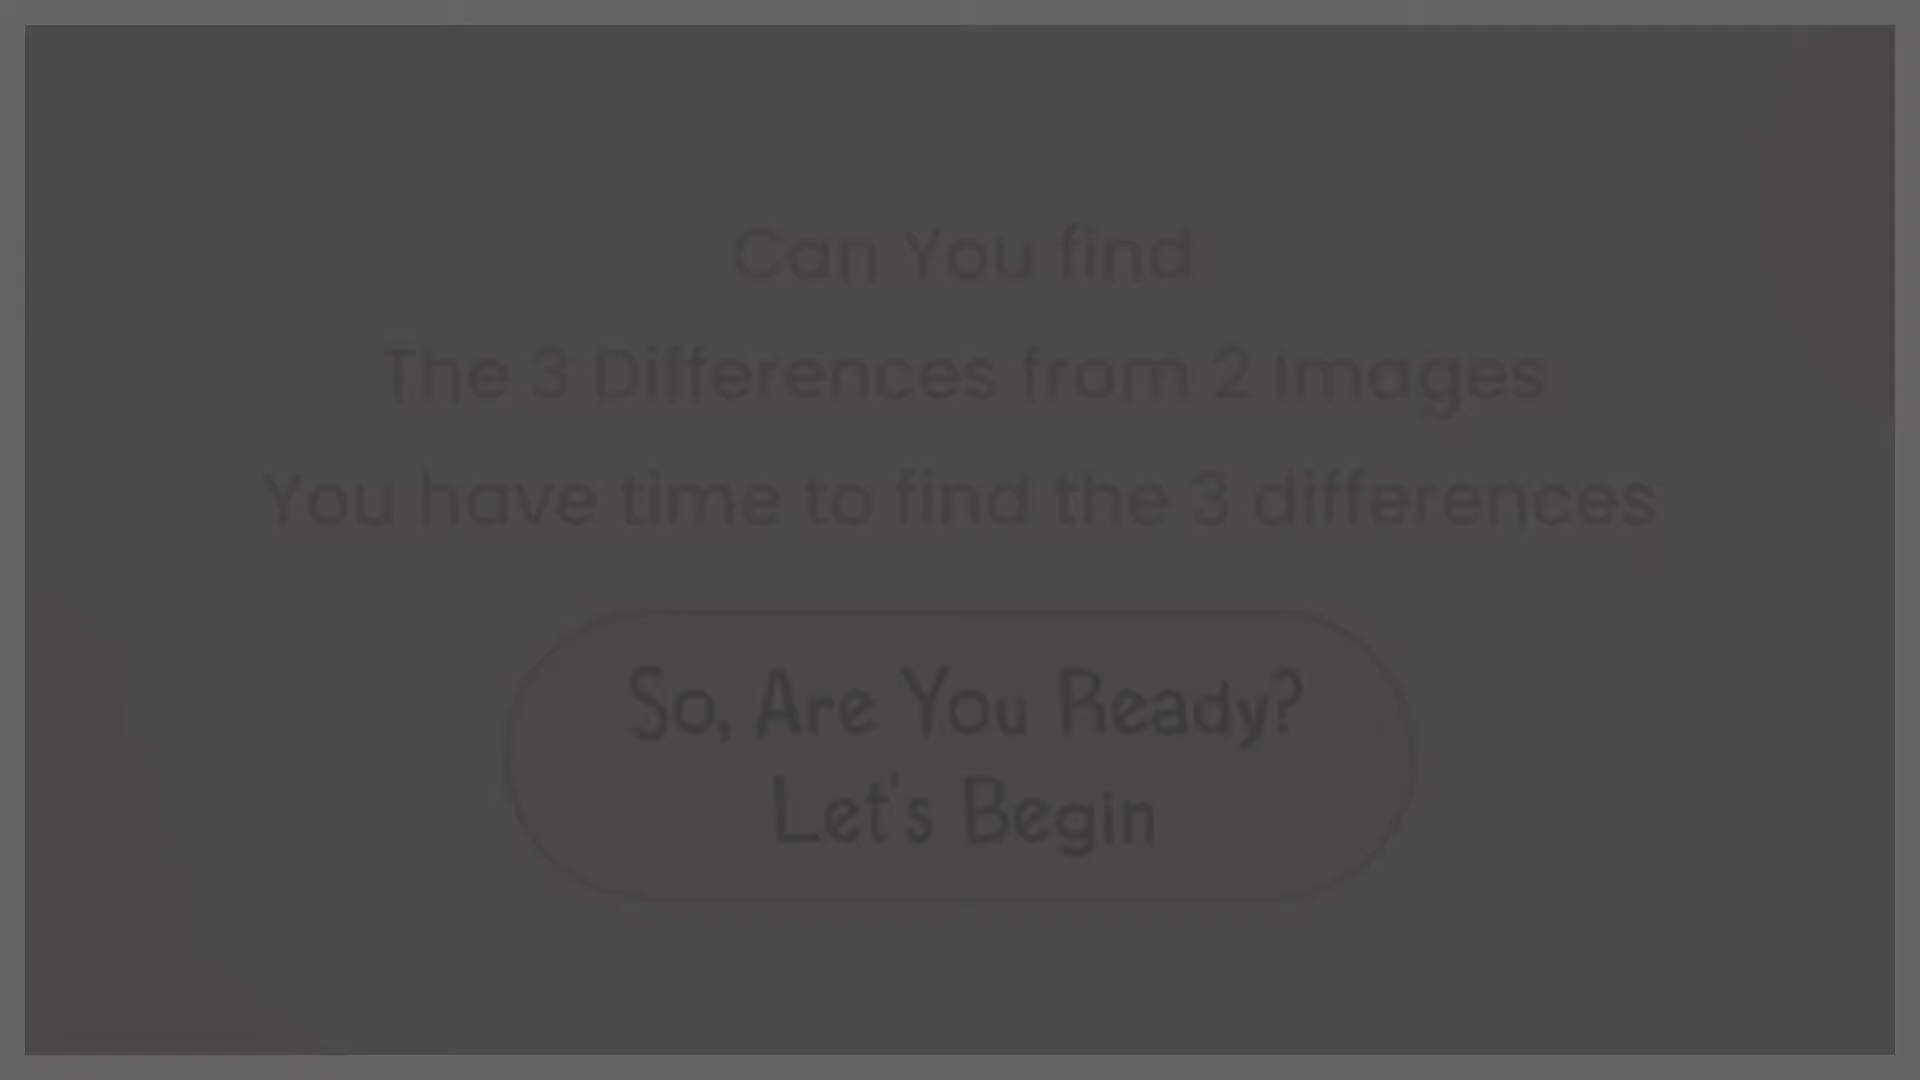 Can You find
The 3 Differences from 2 Images
You have time to find the 3 differences
So, Are You Ready?
Let's Begin